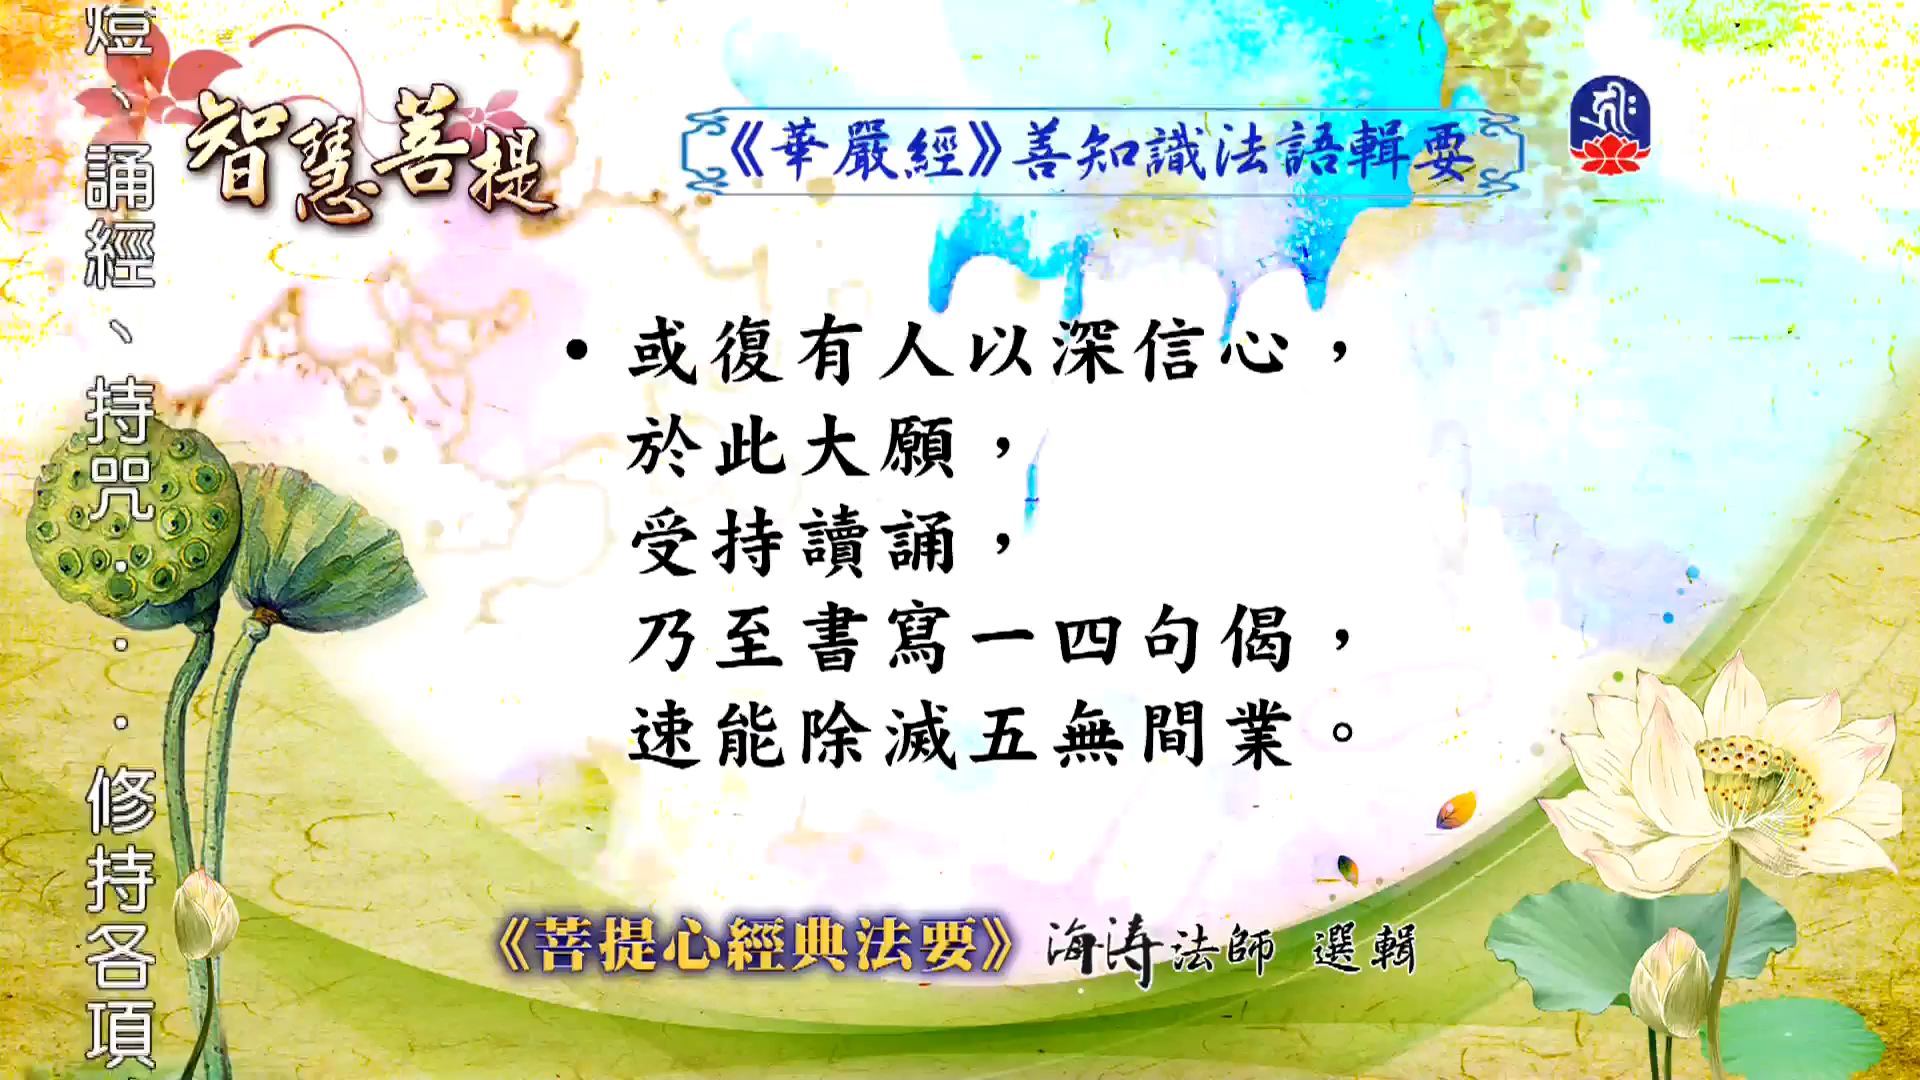 智慧菩提
《華嚴經》善知識法語輯要
• 或復有人以深信心，
於此大願，
受持讀誦，
乃至書寫一四句偈，
速能除滅五無間業。
《菩提心經典法要》 海濤法師 選輯
燈、誦經、持咒...修持各項